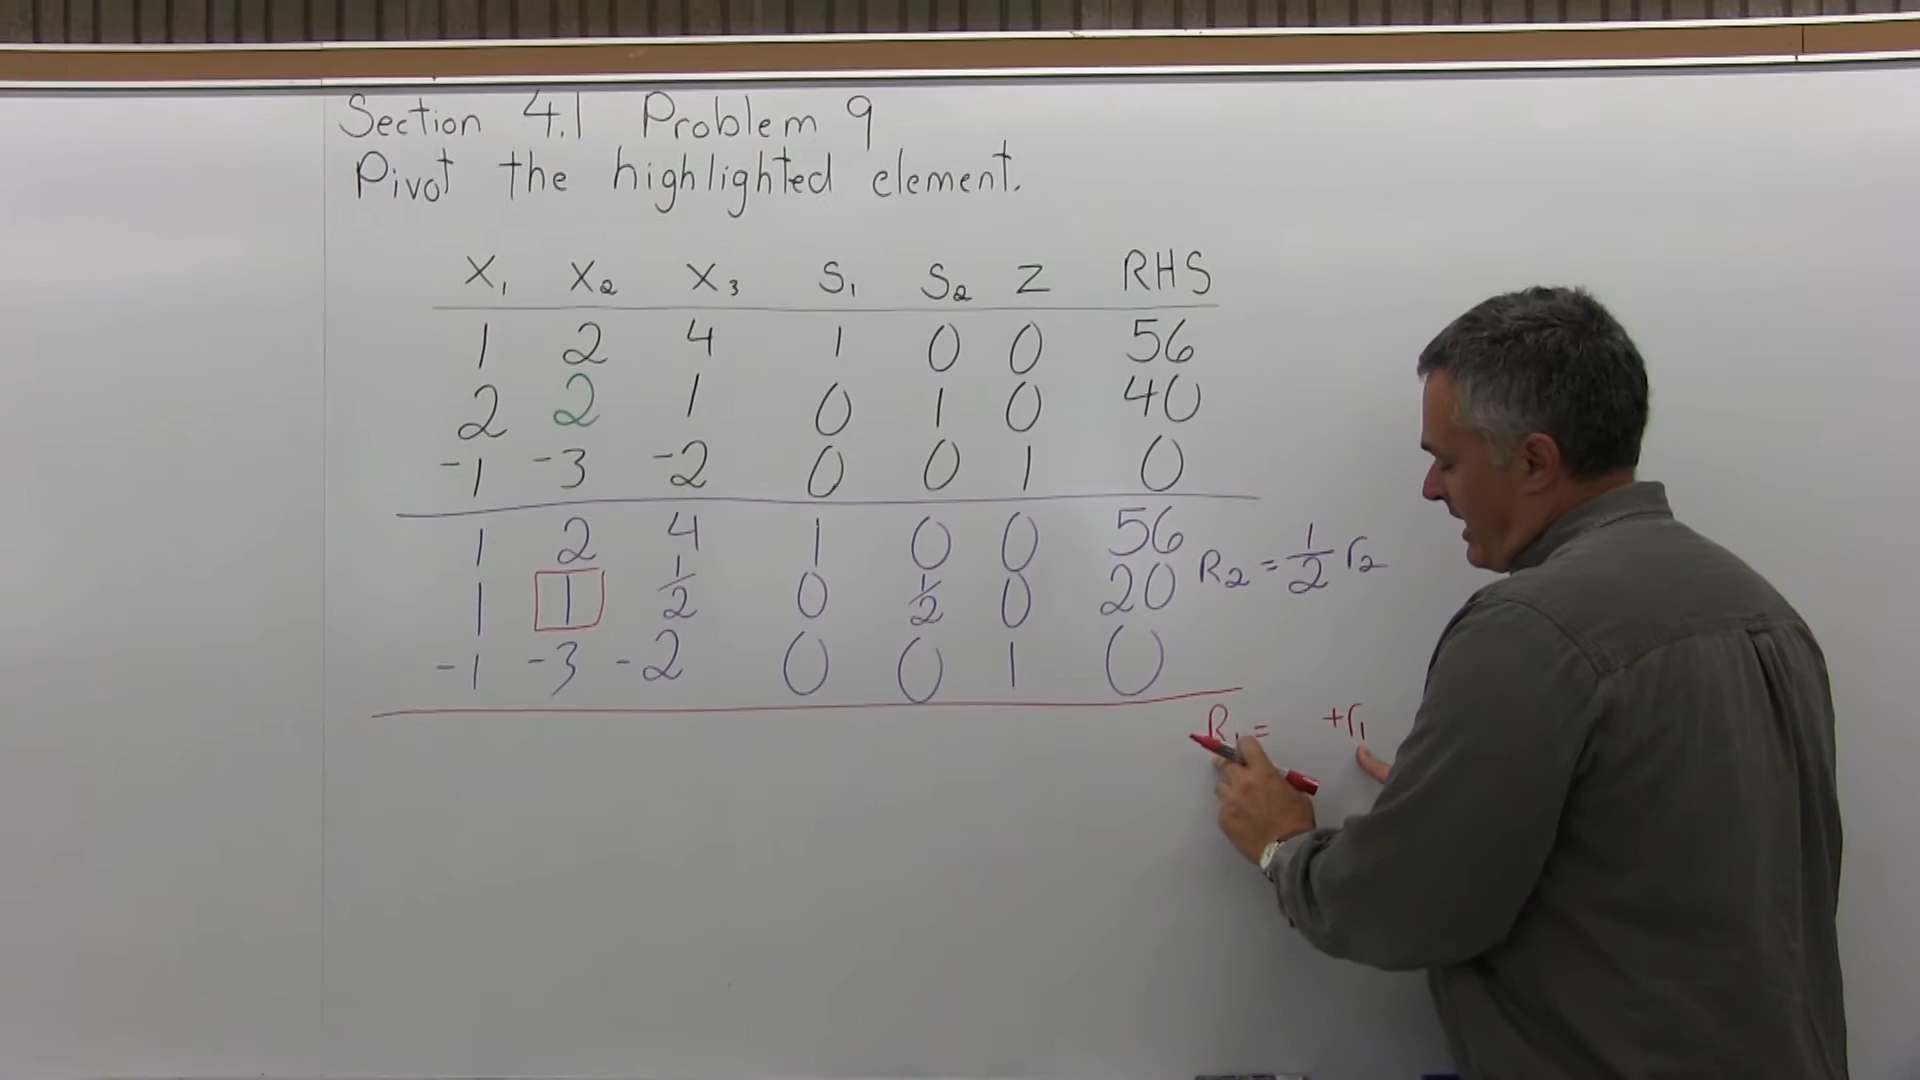 Section 4.1 Problem 9
Pivot the highlighted element.
X₁ X₂ X₃ S₁ S₂ Z RHS
1 2 4 1 0 0 56
2 2 1 0 1 0 40
-1 -3 -2 0 0 1 0
1 2 4 1 0 0 56
1 1 1/2 0 1/2 0 20 R₂ = 1/2 r₂
-1 -3 -2 0 0 1 0
R₁ = +r₁